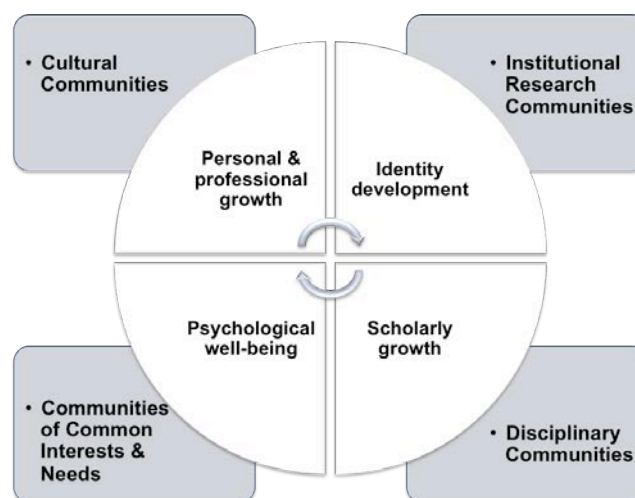 • Cultural
Communities
• Institutional
Research
Communities
Personal &
professional
growth
Identity
development
Psychological
well-being
Scholarly
growth
• Communities
of Common
Interests &
Needs
• Disciplinary
Communities